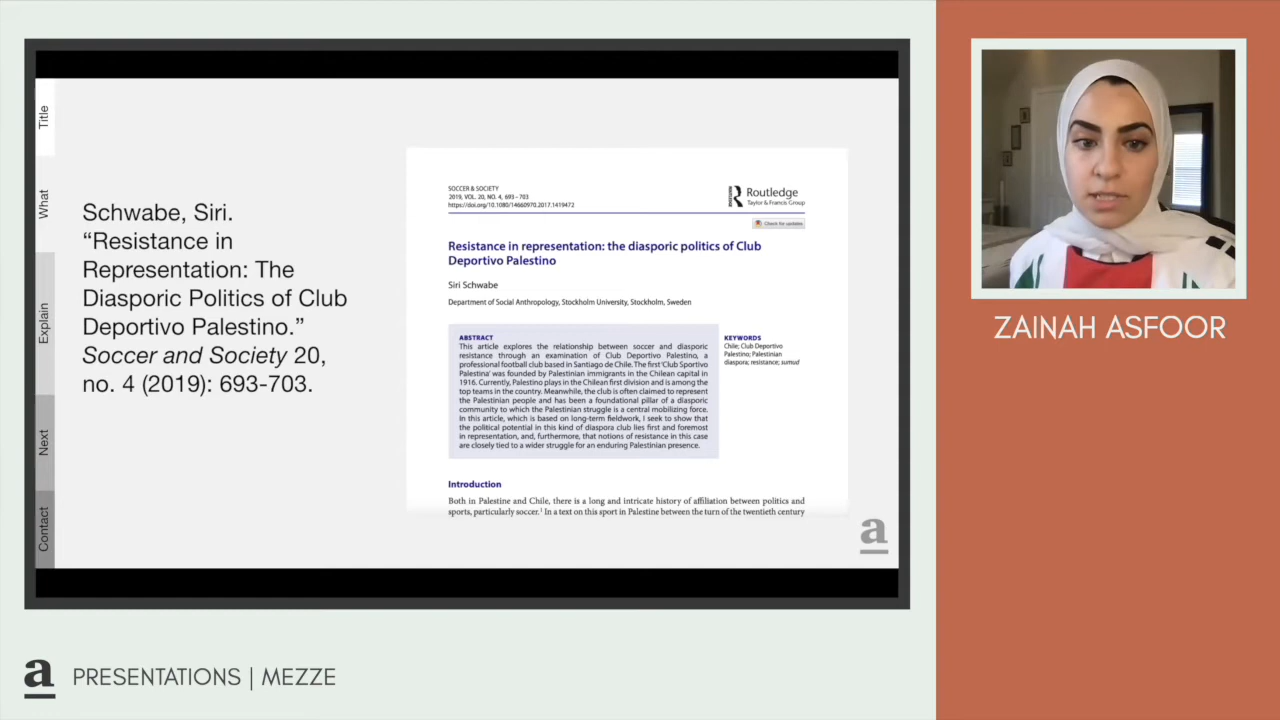 Title
What
Explain
Next
Contact
Schwabe, Siri.
“Resistance in
Representation: The
Diasporic Politics of Club
Deportivo Palestino.”
Soccer and Society 20,
no. 4 (2019): 693-703.
SOCCER & SOCIETY
2019, VOL. 20, NO. 4, 693–703
https://doi.org/10.1080/14660970.2017.1419472
ROUTLEDGE
Routledge
Taylor & Francis Group
Check for updates
Resistance in representation: the diasporic politics of Club
Deportivo Palestino
Siri Schwabe
Department of Social Anthropology, Stockholm University, Stockholm, Sweden
ABSTRACT
This article explores the relationship between soccer and diasporic
resistance through an examination of Club Deportivo Palestino, a
professional football club based in Santiago de Chile. The first ‘Club Sportivo
Palestina’ was founded by Palestinian immigrants in the Chilean capital in
1916. Currently, Palestino plays in the Chilean first division and is among the
top teams in the country. Meanwhile, the club is often claimed to represent
the Palestinian people and has been a foundational pillar of a diasporic
community to which the Palestinian struggle is a central mobilizing force.
In this article, which is based on long-term fieldwork, I seek to show that
the political potential in this kind of diaspora club lies first and foremost
in representation, and, furthermore, that notions of resistance in this case
are closely tied to a wider struggle for an enduring Palestinian presence.
KEYWORDS
Chile; Club Deportivo
Palestino; Palestinian
diaspora; resistance; sumud
Introduction
Both in Palestine and Chile, there is a long and intricate history of affiliation between politics and
sports, particularly soccer.1 In a text on this sport in Palestine between the turn of the twentieth century
a
ZAINAH ASFOOR
a PRESENTATIONS | MEZZE